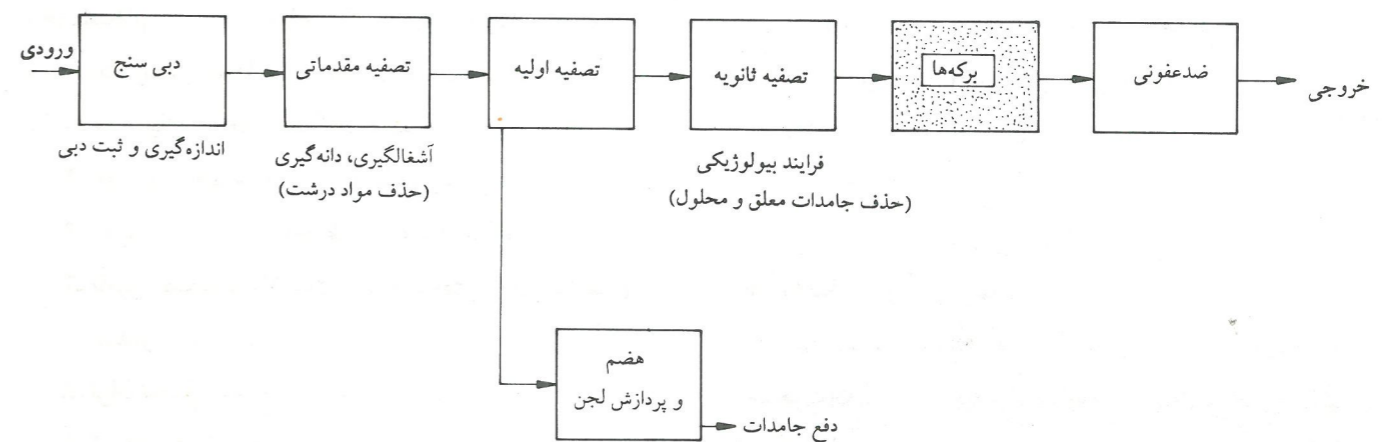 ورودی
دبی سنج
اندازه‌گیری و ثبت دبی
تصفیه مقدماتی
آشغالگیری، دانه‌گیری
(حذف مواد درشت)
تصفیه اولیه
تصفیه ثانویه
فرایند بیولوژیکی
(حذف جامدات معلق و محلول)
برکه‌ها
ضدعفونی
خروجی
هضم
و پردازش لجن
دفع جامدات